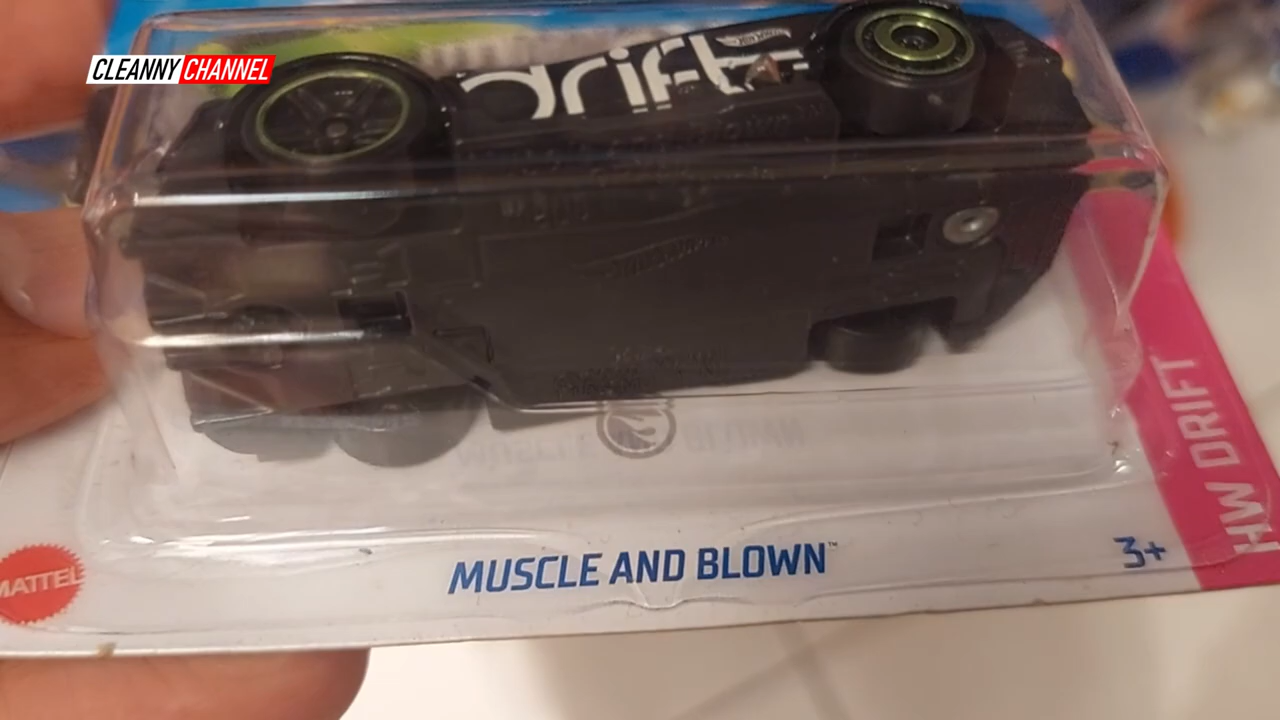 CLEANNY CHANNEL
Drift
HW DRIFT
MATTEL
MUSCLE AND BLOWN™
3+